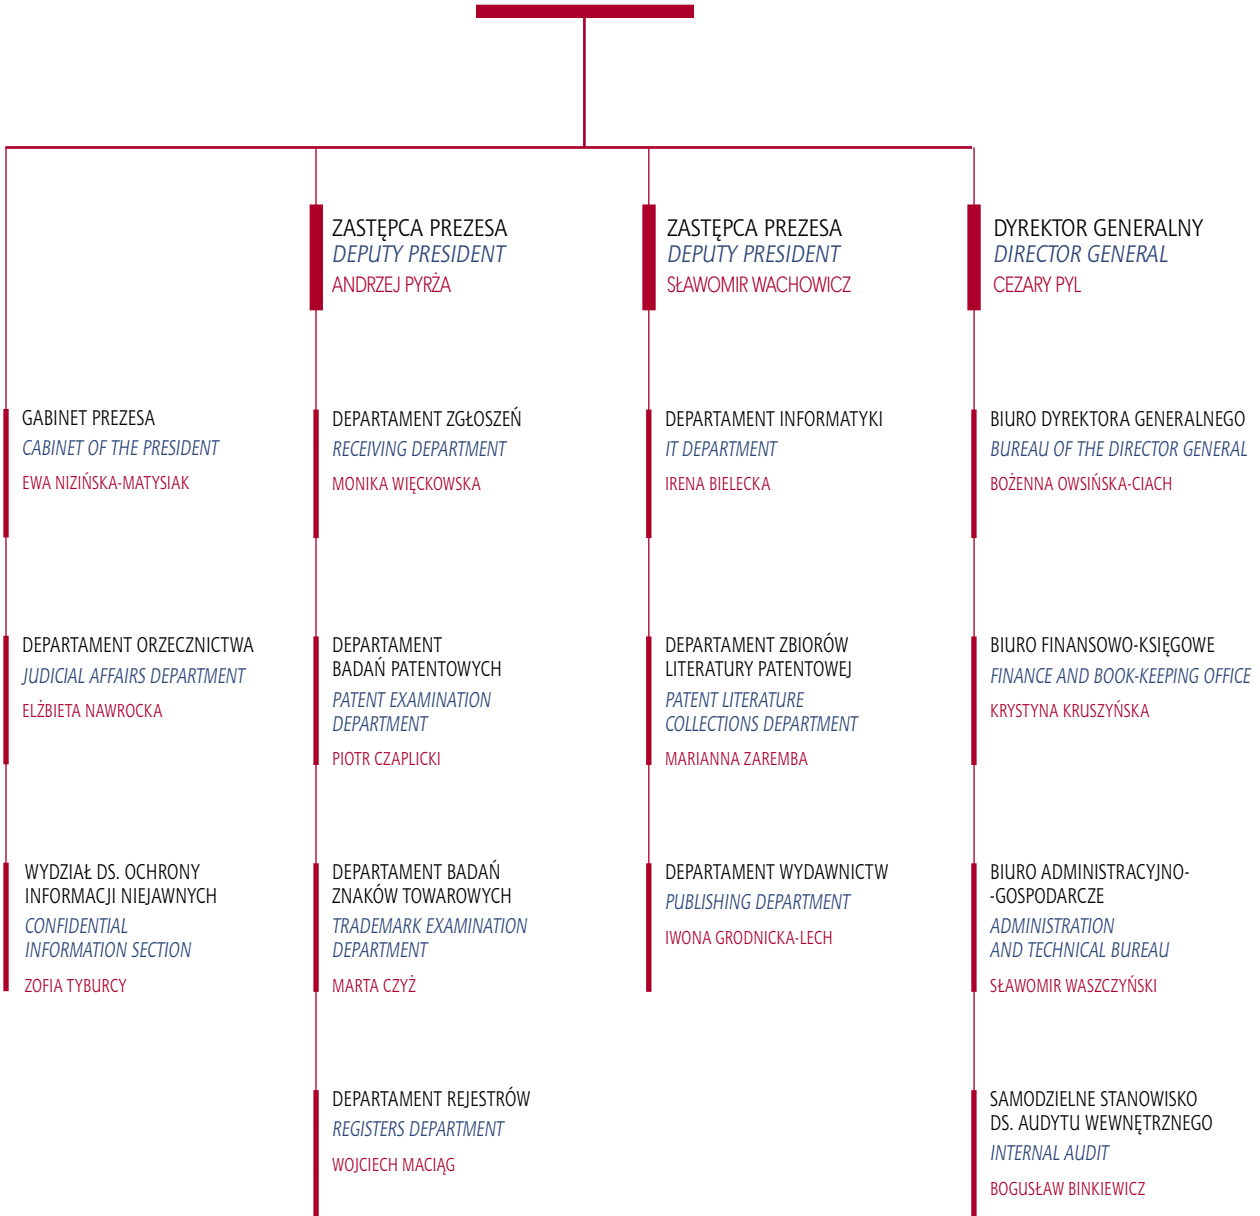 ZASTĘPCA PREZESA
DEPUTY PRESIDENT
ANDRZEJ PYRŻA
ZASTĘPCA PREZESA
DEPUTY PRESIDENT
SŁAWOMIR WACHOWICZ
DYREKTOR GENERALNY
DIRECTOR GENERAL
CEZARY PYL
GABINET PREZESA
CABINET OF THE PRESIDENT
EWA NIZIŃSKA-MATYSIAK
DEPARTAMENT ZGŁOSZEŃ
RECEIVING DEPARTMENT
MONIKA WIĘCKOWSKA
DEPARTAMENT INFORMATYKI
IT DEPARTMENT
IRENA BIELECKA
BIURO DYREKTORA GENERALNEGO
BUREAU OF THE DIRECTOR GENERAL
BOŻENNA OWSIŃSKA-CIACH
DEPARTAMENT ORZECZNICTWA
JUDICIAL AFFAIRS DEPARTMENT
ELŻBIETA NAWROCKA
DEPARTAMENT
BADAŃ PATENTOWYCH
PATENT EXAMINATION
DEPARTMENT
PIOTR CZAPLICKI
DEPARTAMENT ZBIORÓW
LITERATURY PATENTOWEJ
PATENT LITERATURE
COLLECTIONS DEPARTMENT
MARIANNA ZAREMBA
BIURO FINANSOWO-KSIĘGOWE
FINANCE AND BOOK-KEEPING OFFICE
KRYSTYNA KRUSZYŃSKA
WYDZIAŁ DS. OCHRONY
INFORMACJI NIEJAWNYCH
CONFIDENTIAL
INFORMATION SECTION
ZOFIA TYBURCY
DEPARTAMENT BADAŃ
ZNAKÓW TOWAROWYCH
TRADEMARK EXAMINATION
DEPARTMENT
MARTA CZYŻ
DEPARTAMENT WYDAWNICTW
PUBLISHING DEPARTMENT
IWONA GRODNICKA-LECH
BIURO ADMINISTRACYJNO-
-GOSPODARCZE
ADMINISTRATION
AND TECHNICAL BUREAU
SŁAWOMIR WASZCZYŃSKI
DEPARTAMENT REJESTRÓW
REGISTERS DEPARTMENT
WOJCIECH MACIĄG
SAMODZIELNE STANOWISKO
DS. AUDYTU WEWNĘTRZNEGO
INTERNAL AUDIT
BOGUSŁAW BINKIEWICZ